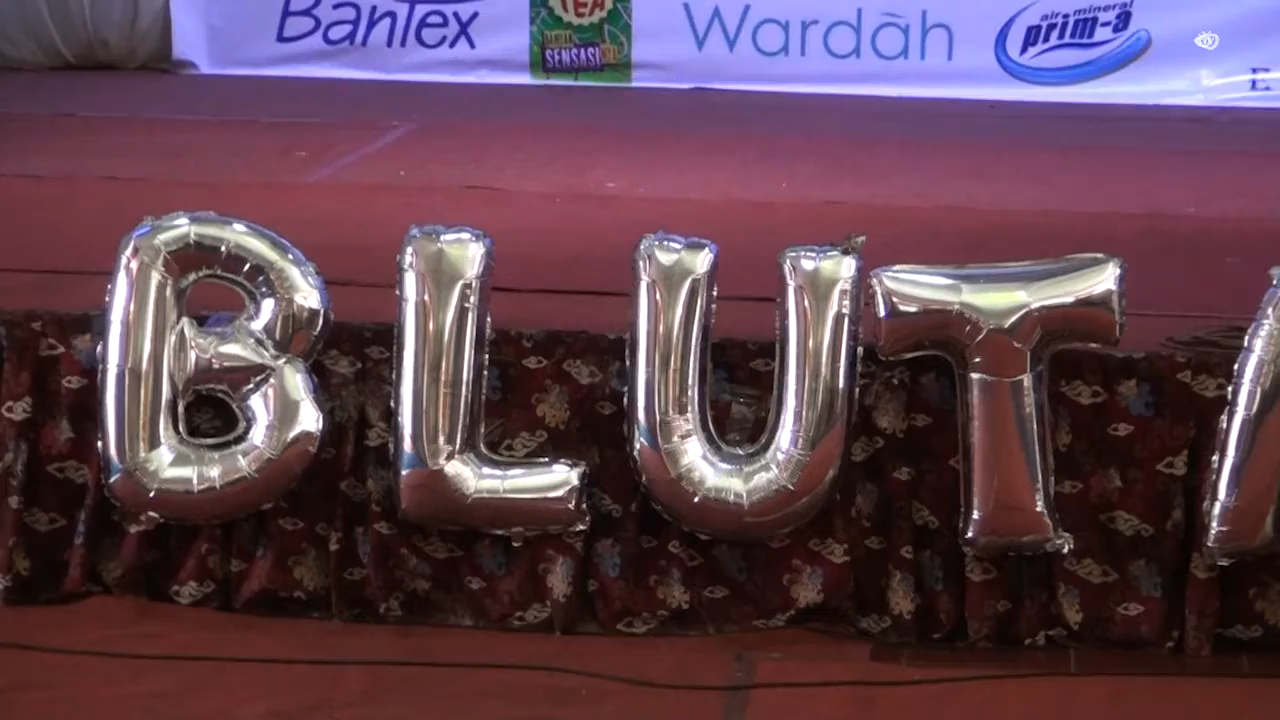 BanTex
TEA
SENSASI
Wardah
air mineral
prim-a
E
BLUT